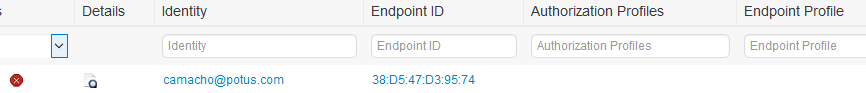 s Details Identity Endpoint ID Authorization Profiles Endpoint Profile
Identity Endpoint ID Authorization Profiles Endpoint Profile
camacho@potus.com 38:D5:47:D3:95:74